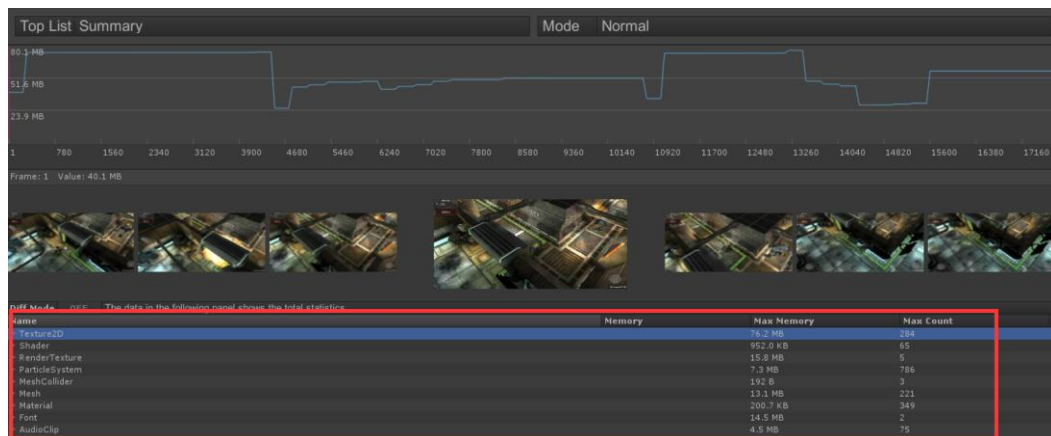 Top List Summary Mode Normal
80.1 MB
51.6 MB
23.9 MB
1 780 1560 2340 3120 3900 4680 5460 6240 7020 7800 8580 9360 10140 10920 11700 12480 13260 14040 14820 15600 16380 17160
Frame: 1 Value: 40.1 MB
Diff Mode OFF The data in the following panel shows the total statistics
Name Memory Max Memory Max Count
Texture2D 76.2 MB 284
Shader 952.0 KB 65
RenderTexture 15.8 MB 5
ParticleSystem 7.3 MB 786
MeshCollider 192 B 3
Mesh 13.1 MB 221
Material 200.7 KB 349
Font 14.5 MB 2
AudioClip 4.5 MB 75